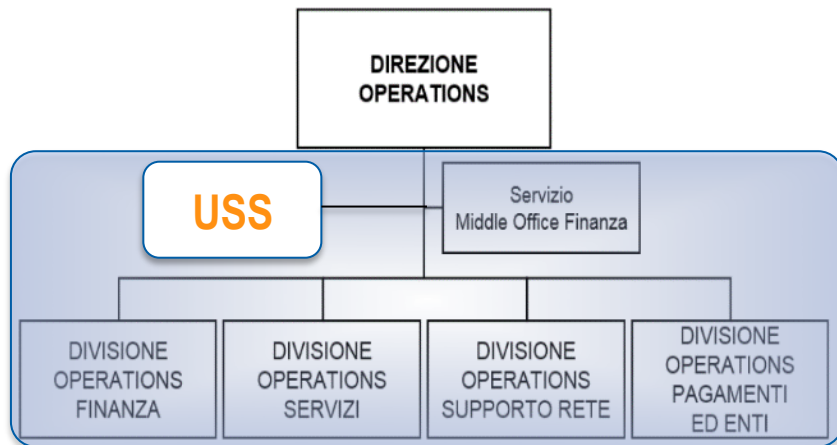 DIREZIONE
OPERATIONS
USS
Servizio
Middle Office Finanza
DIVISIONE
OPERATIONS
FINANZA
DIVISIONE
OPERATIONS
SERVIZI
DIVISIONE
OPERATIONS
SUPPORTO RETE
DIVISIONE
OPERATIONS
PAGAMENTI
ED ENTI